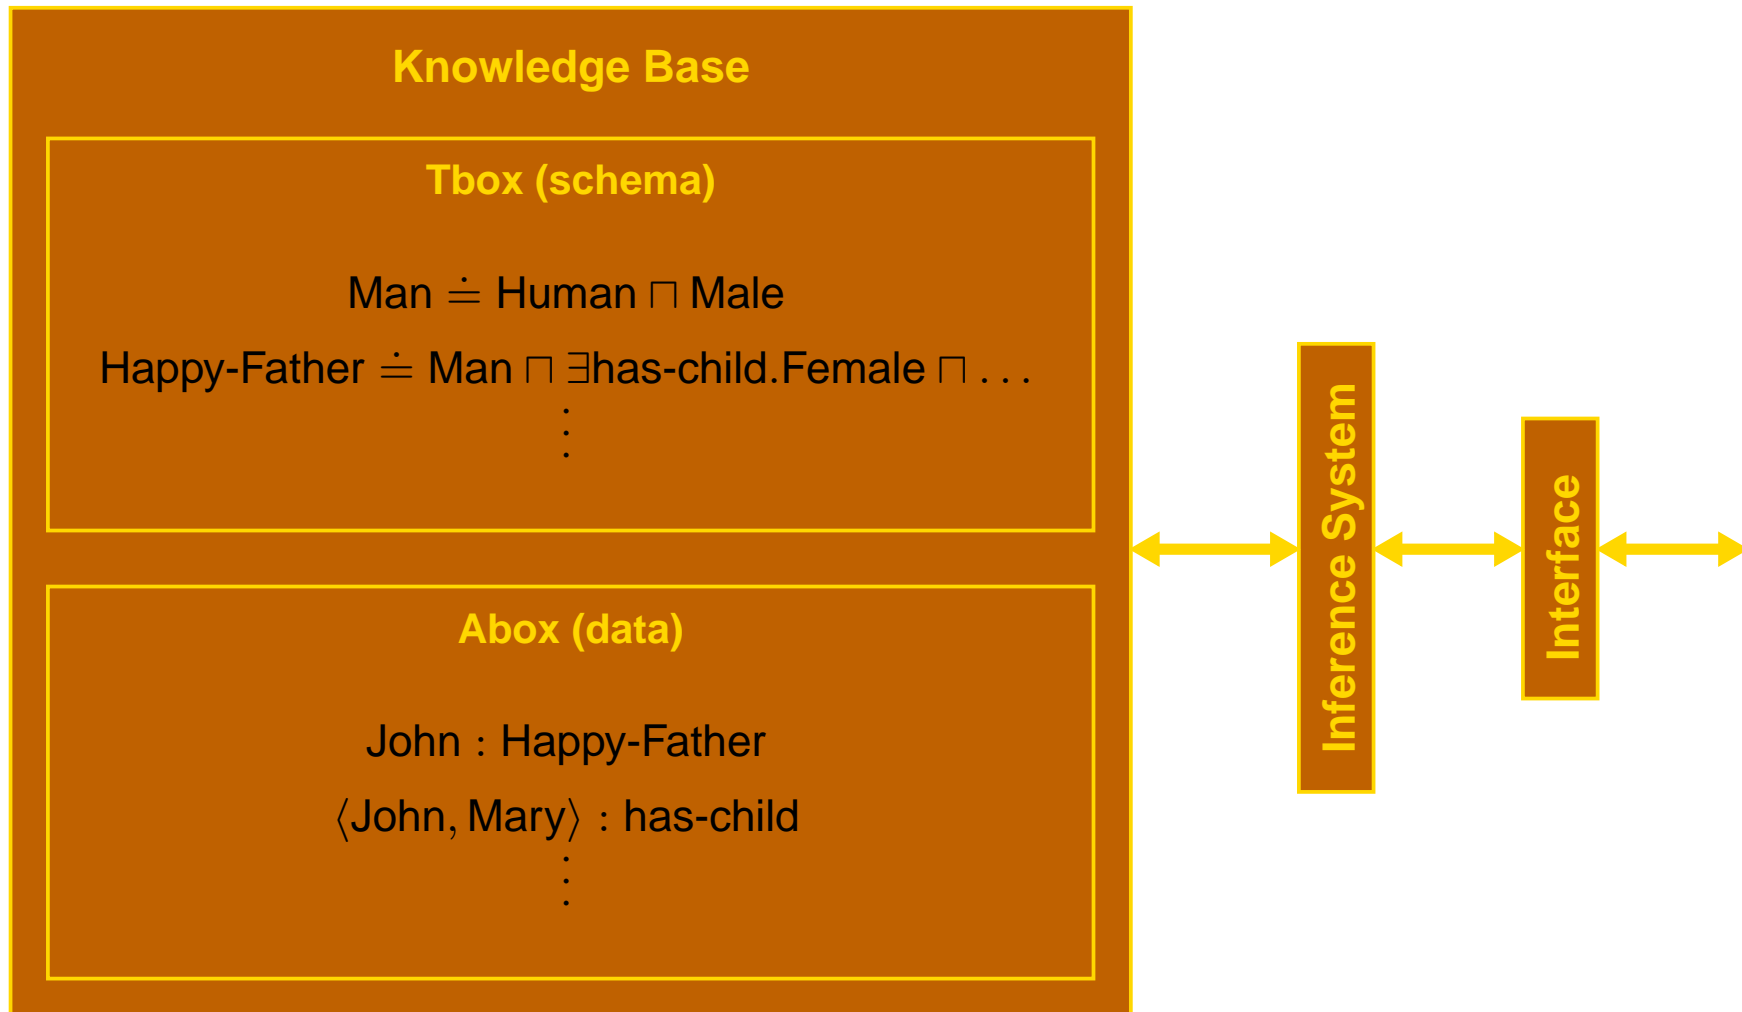 Knowledge Base
Tbox (schema)
Man ≐ Human ⊓ Male
Happy-Father ≐ Man ⊓ ∃has-child.Female ⊓ . . .
⋮
Abox (data)
John : Happy-Father
⟨John, Mary⟩ : has-child
⋮
Inference System
Interface